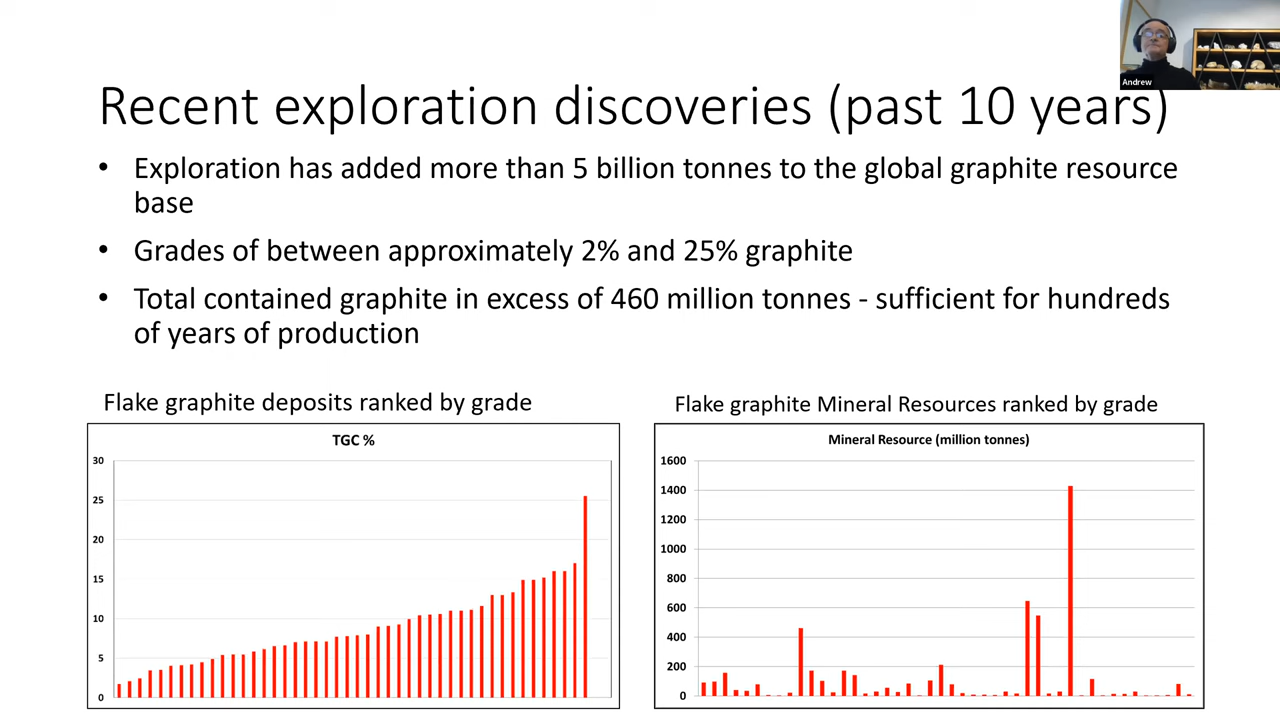 Andrew
Recent exploration discoveries (past 10 years)
• Exploration has added more than 5 billion tonnes to the global graphite resource
base
• Grades of between approximately 2% and 25% graphite
• Total contained graphite in excess of 460 million tonnes - sufficient for hundreds
of years of production
Flake graphite deposits ranked by grade
TGC %
30
25
20
15
10
5
0
Flake graphite Mineral Resources ranked by grade
Mineral Resource (million tonnes)
1600
1400
1200
1000
800
600
400
200
0